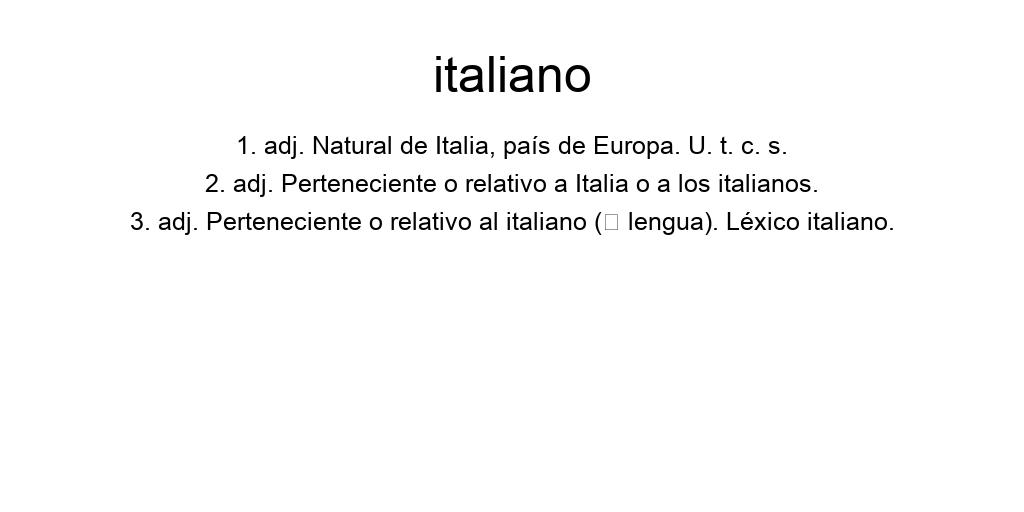 italiano
1. adj. Natural de Italia, país de Europa. U. t. c. s.
2. adj. Perteneciente o relativo a Italia o a los italianos.
3. adj. Perteneciente o relativo al italiano (□ lengua). Léxico italiano.